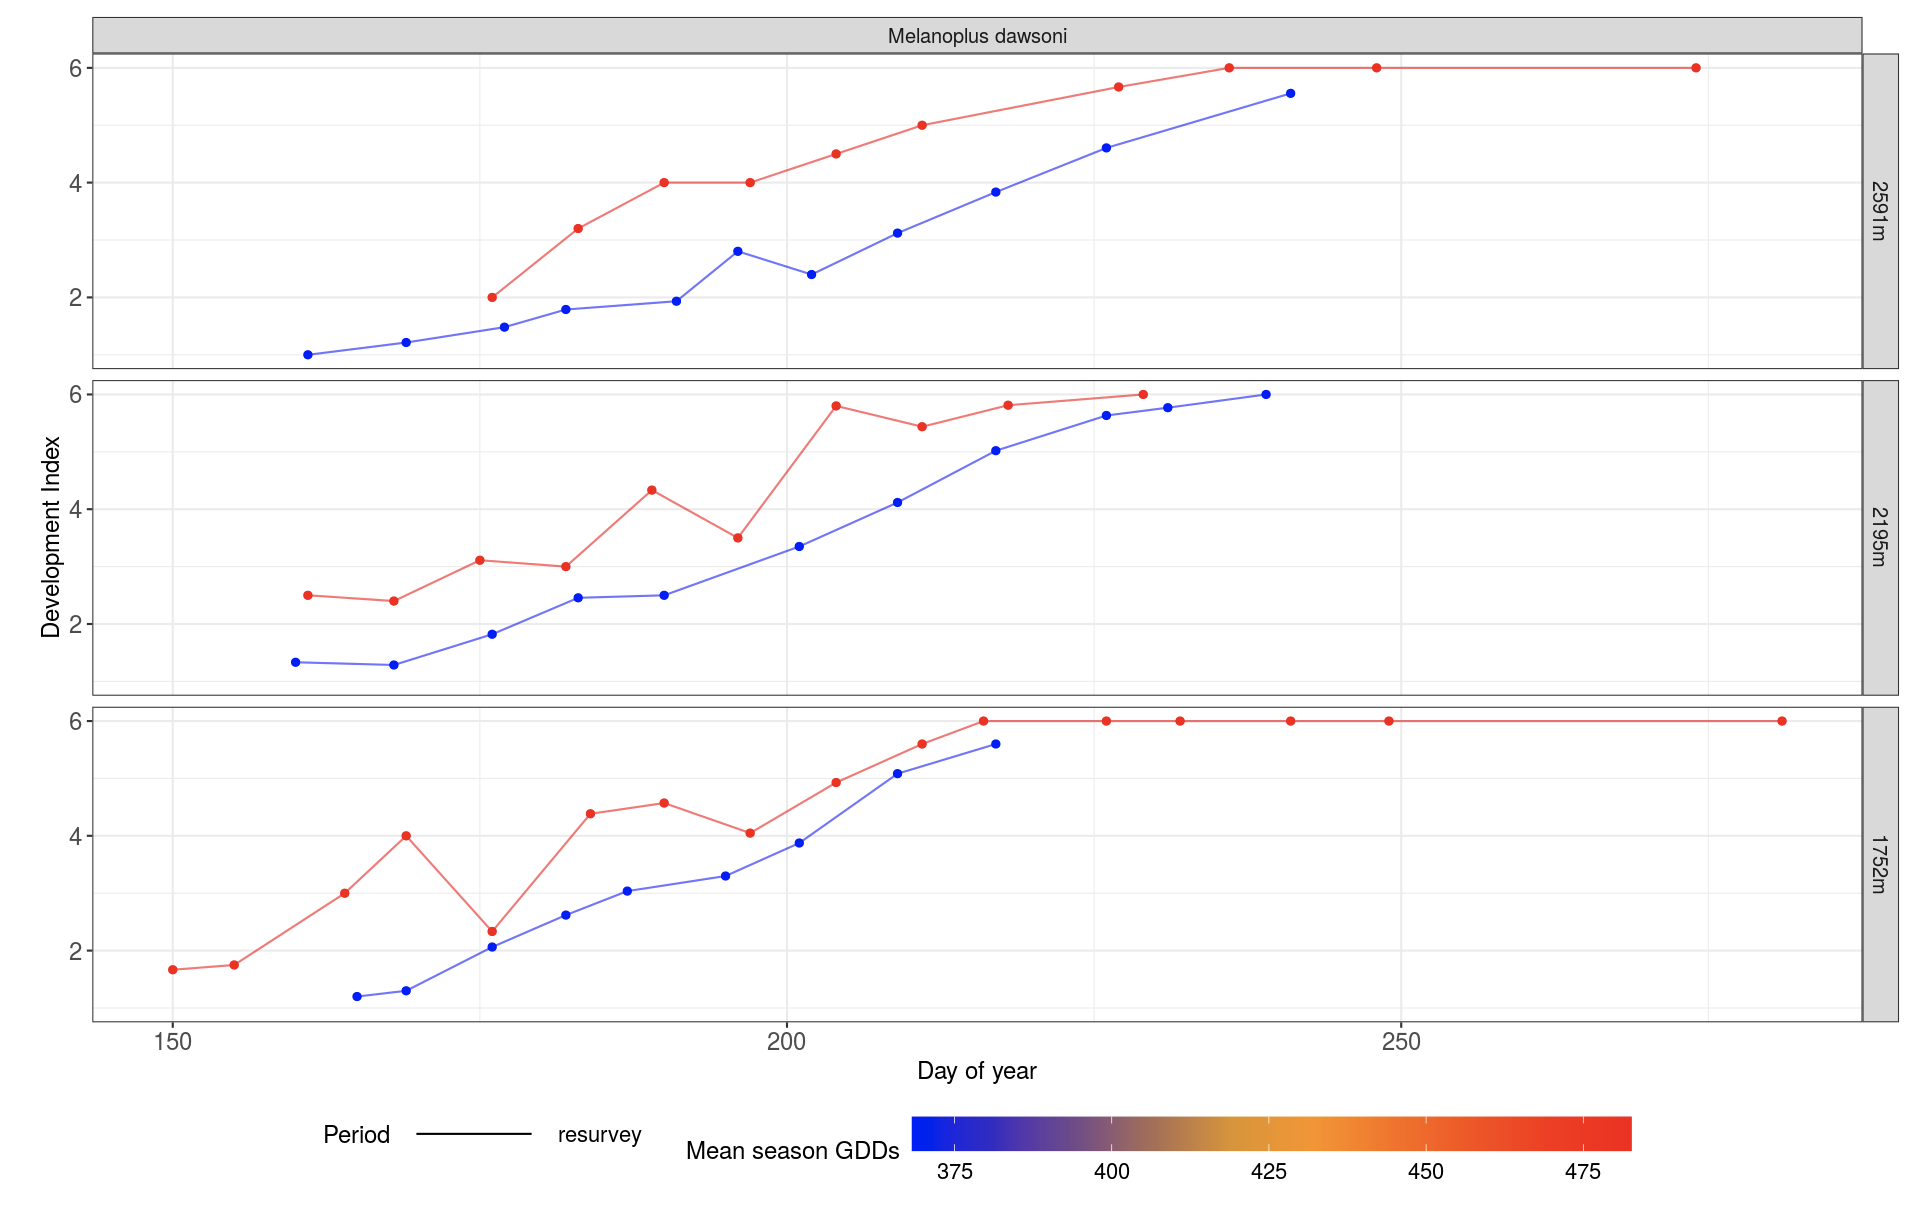 Melanoplus dawsoni
6
4
2
2591m
6
4
2
2195m
Development Index
6
4
2
1752m
150 200 250
Day of year
Period resurvey
Mean season GDDs
375 400 425 450 475